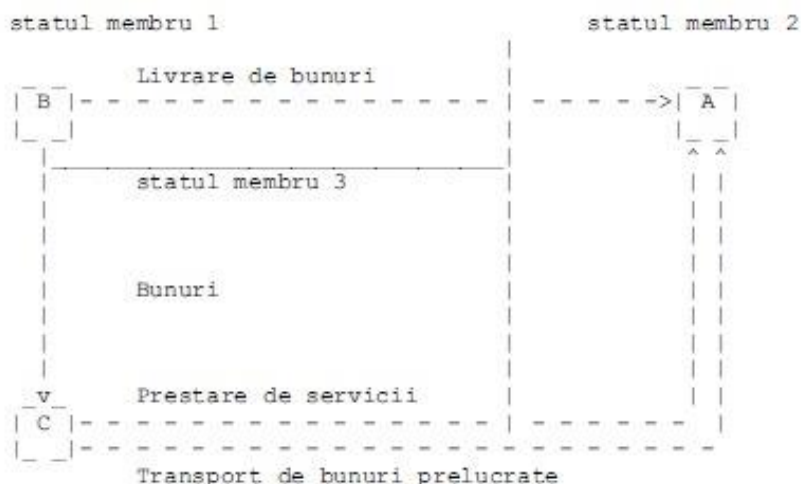 statul membru 1 statul membru 2
Livrare de bunuri
B A
statul membru 3
Bunuri
Prestare de servicii
C
Transport de bunuri prelucrate